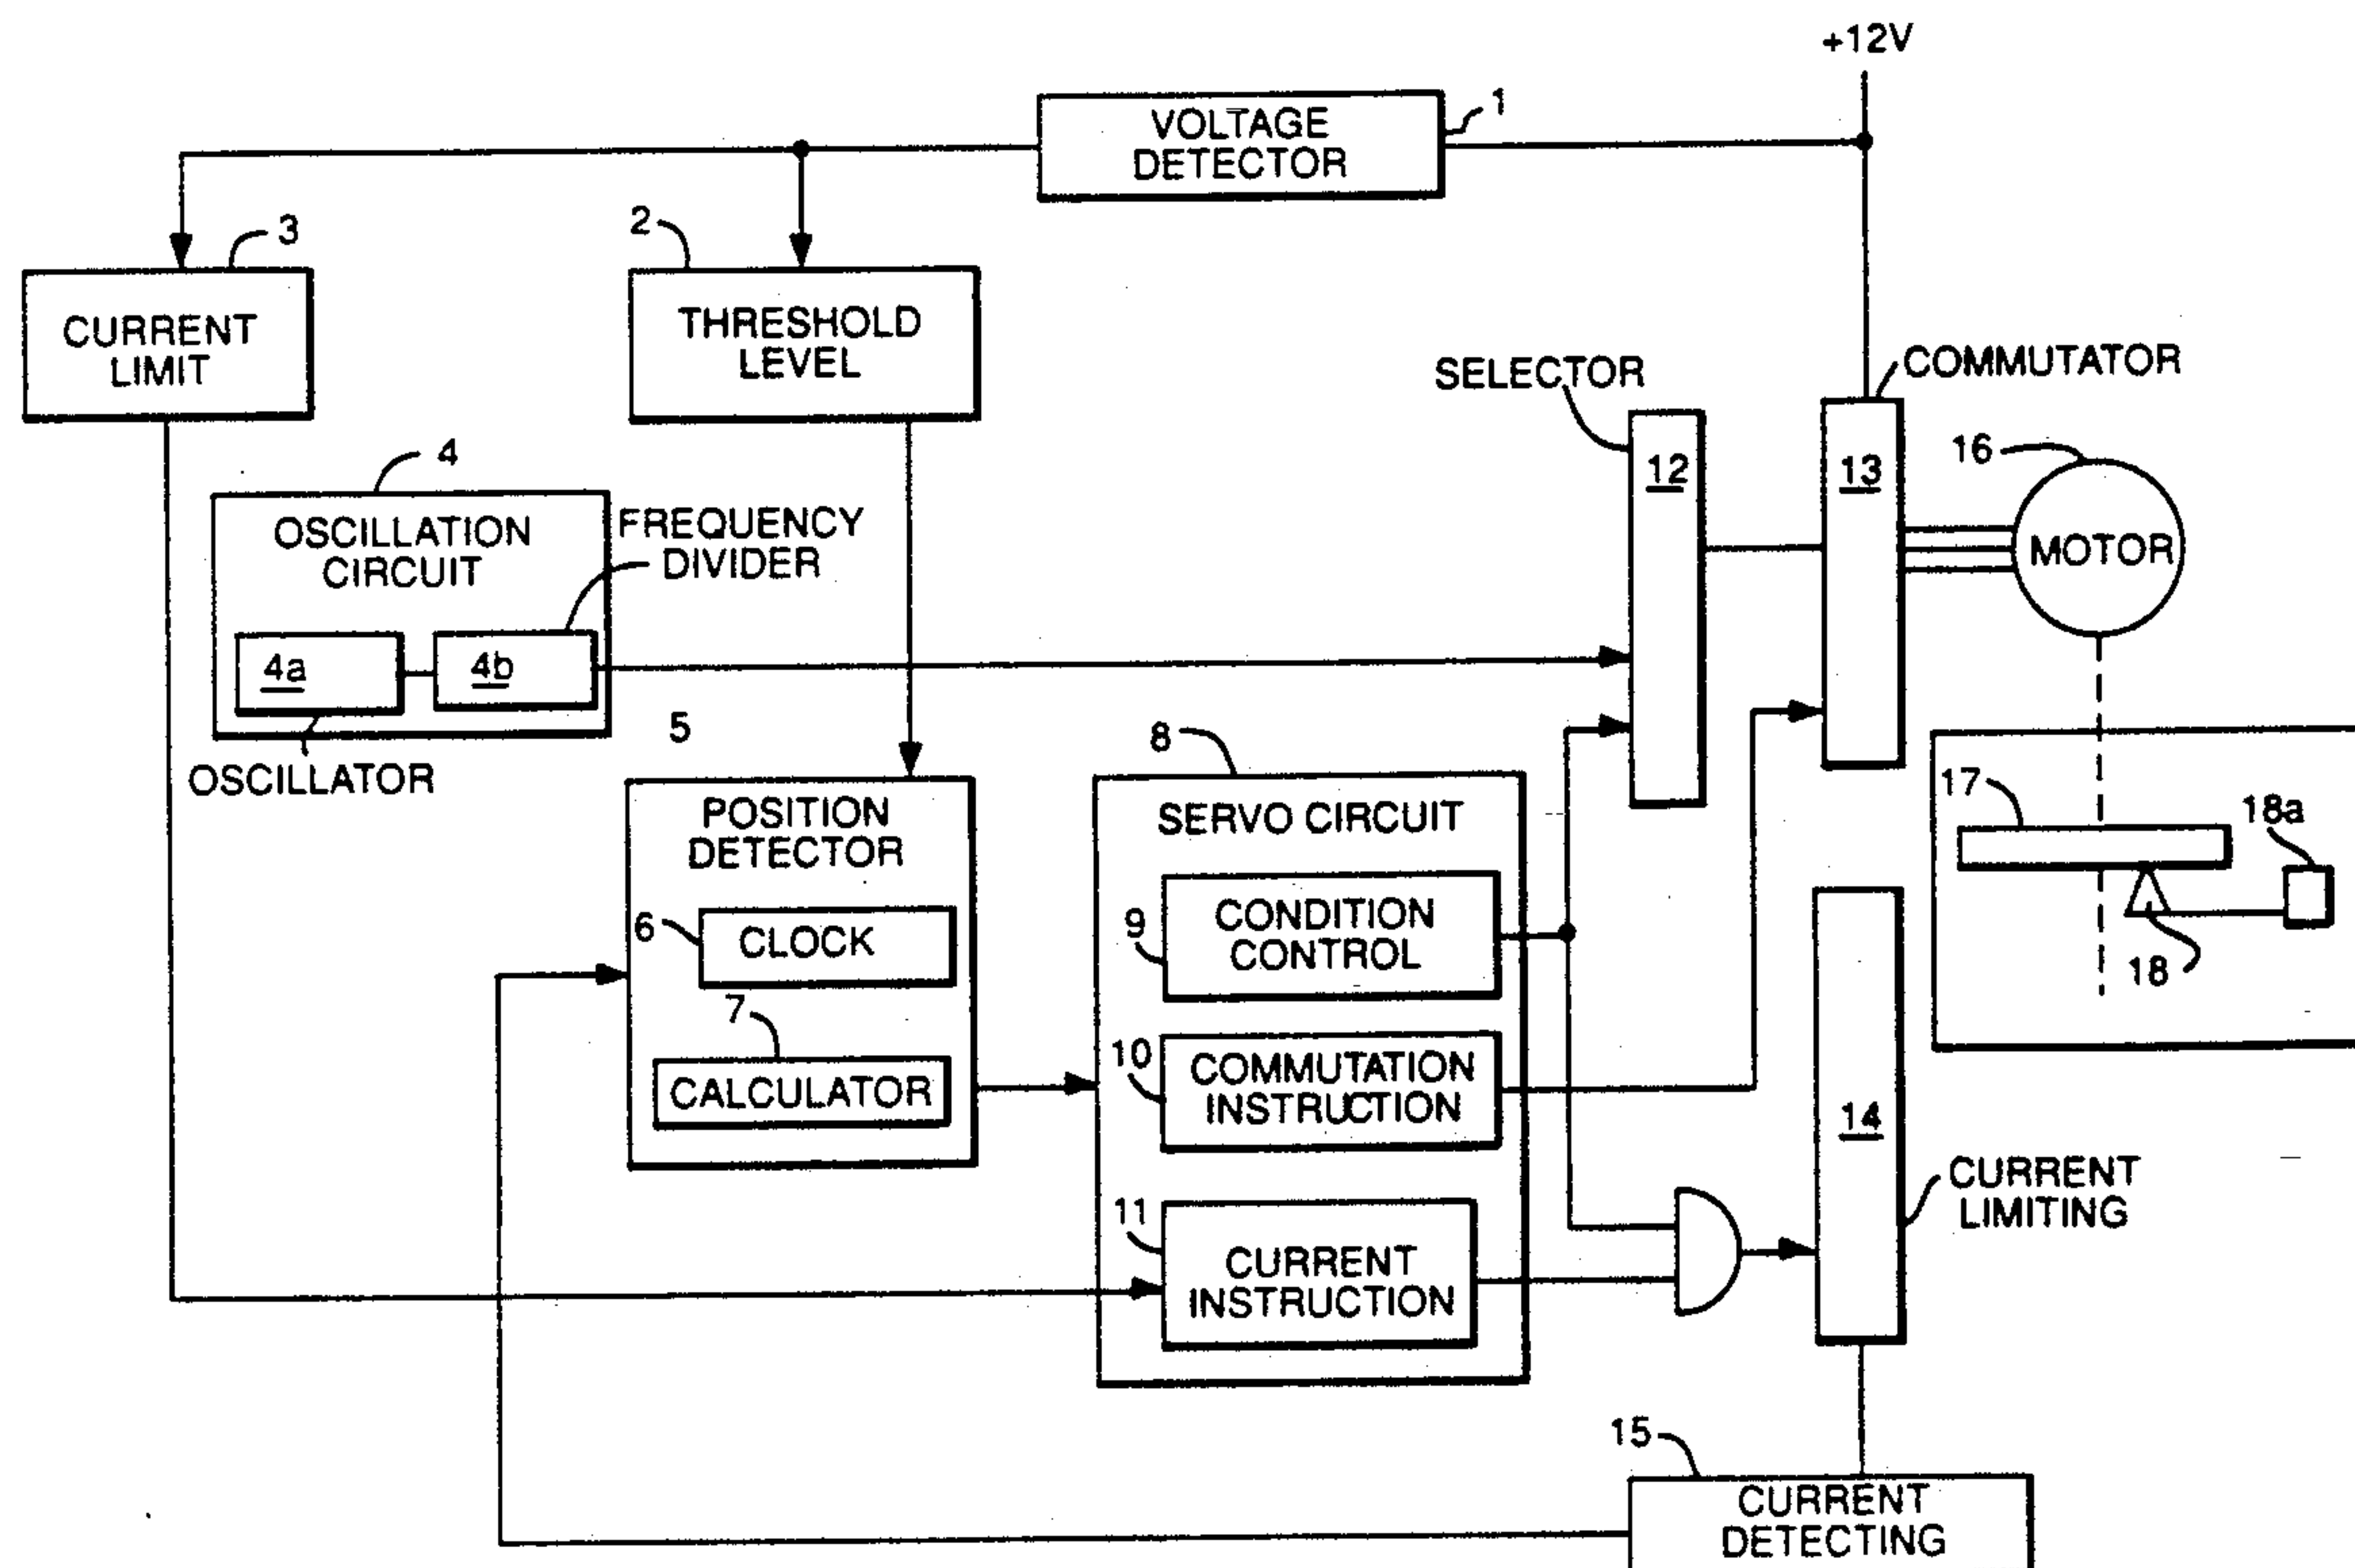 +12V
1
VOLTAGE
DETECTOR
3
2
CURRENT
LIMIT
THRESHOLD
LEVEL
SELECTOR
COMMUTATOR
4
12
13
16
OSCILLATION
CIRCUIT
FREQUENCY
DIVIDER
MOTOR
4a
4b
OSCILLATOR
5
8
POSITION
DETECTOR
SERVO CIRCUIT
17
18a
6
CLOCK
9
CONDITION
CONTROL
18
7
CALCULATOR
10
COMMUTATION
INSTRUCTION
14
CURRENT
LIMITING
11
CURRENT
INSTRUCTION
15
CURRENT
DETECTING